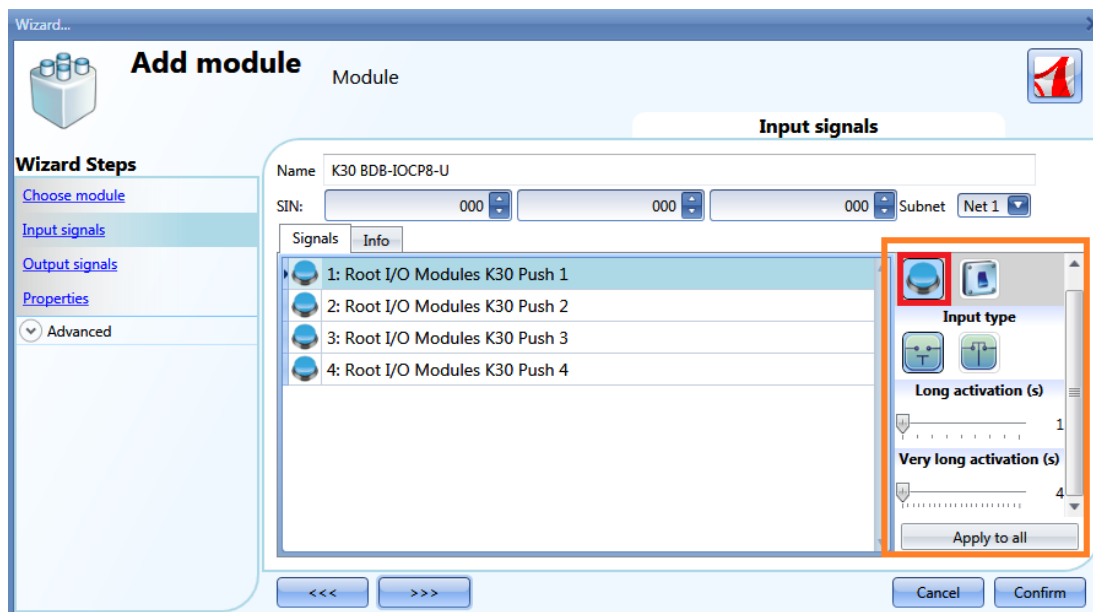 Wizard...
Add module
Module
Input signals
Wizard Steps
Choose module
Input signals
Output signals
Properties
Advanced
Name K30 BDB-IOCP8-U
SIN: 000 000 000 Subnet Net 1
Signals Info
1: Root I/O Modules K30 Push 1
2: Root I/O Modules K30 Push 2
3: Root I/O Modules K30 Push 3
4: Root I/O Modules K30 Push 4
Input type
Long activation (s)
1
Very long activation (s)
4
Apply to all
<<< >>> Cancel Confirm